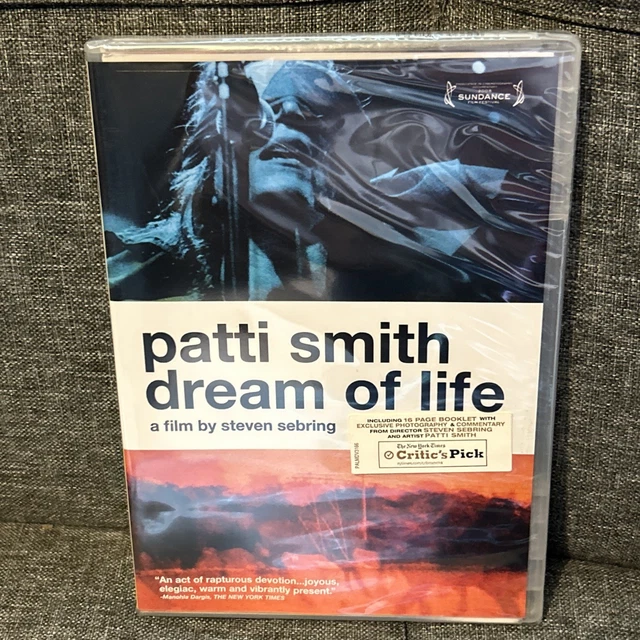 SUNDANCE
FILM FESTIVAL
patti smith
dream of life
a film by steven sebring
INCLUDING 16 PAGE BOOKLET WITH
EXCLUSIVE PHOTOGRAPHY & COMMENTARY
FROM DIRECTOR STEVEN SEBRING
AND ARTIST PATTI SMITH
The New York Times
Critic's Pick
"An act of rapturous devotion...joyous,
elegiac, warm and vibrantly present."
-Manohla Dargis, THE NEW YORK TIMES